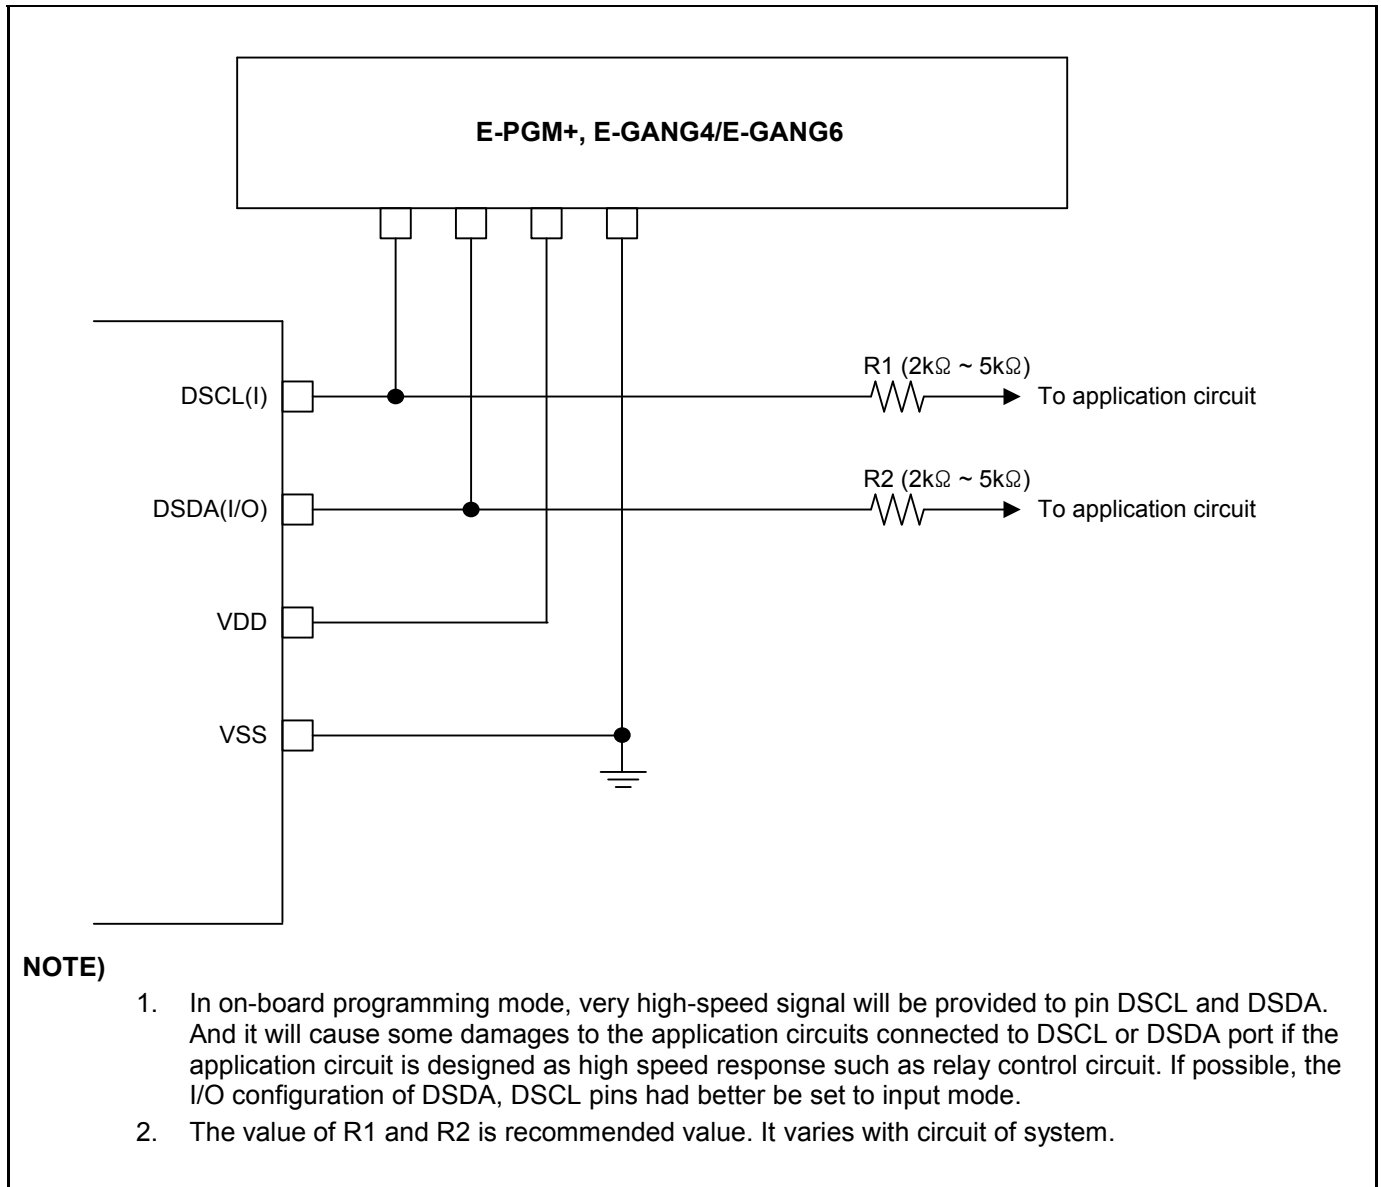 E-PGM+, E-GANG4/E-GANG6
R1 (2kΩ ~ 5kΩ)
DSCL(I)
To application circuit
R2 (2kΩ ~ 5kΩ)
DSDA(I/O)
To application circuit
VDD
VSS
NOTE)
1. In on-board programming mode, very high-speed signal will be provided to pin DSCL and DSDA.
And it will cause some damages to the application circuits connected to DSCL or DSDA port if the
application circuit is designed as high speed response such as relay control circuit. If possible, the
I/O configuration of DSDA, DSCL pins had better be set to input mode.
2. The value of R1 and R2 is recommended value. It varies with circuit of system.